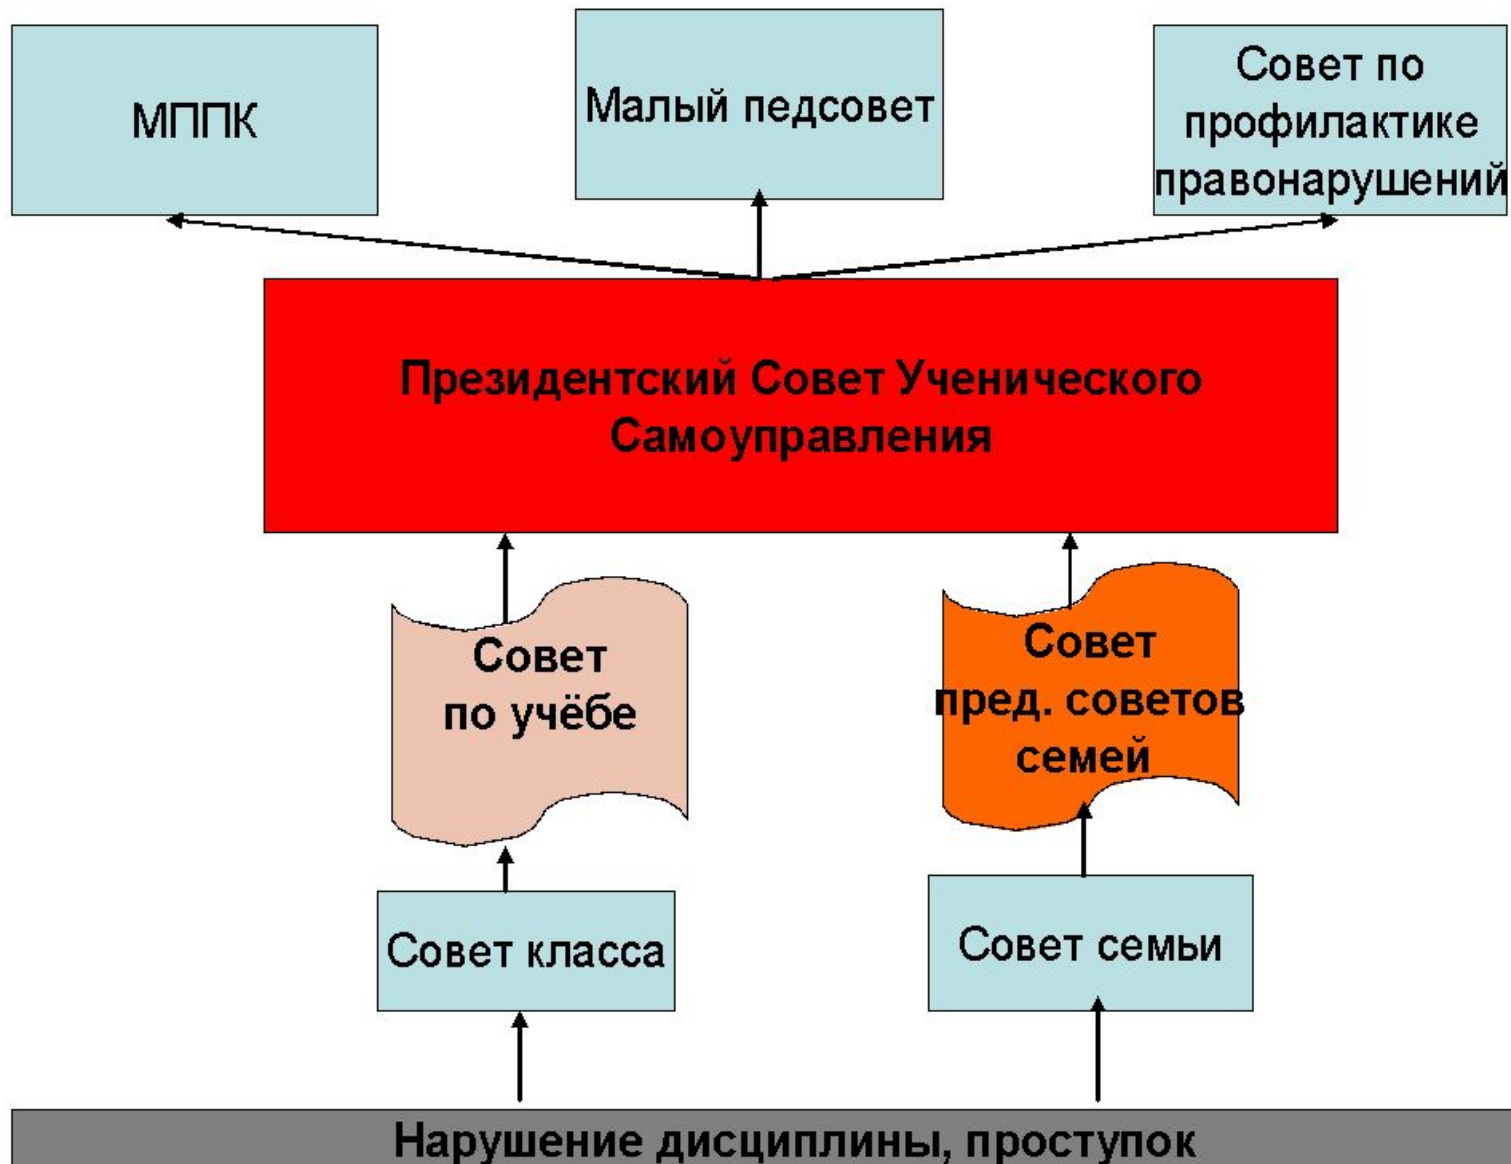 МППК
Малый педсовет
Совет по
профилактике
правонарушений
Президентский Совет Ученического
Самоуправления
Совет
по учёбе
Совет
пред. советов
семей
Совет класса
Совет семьи
Нарушение дисциплины, проступок